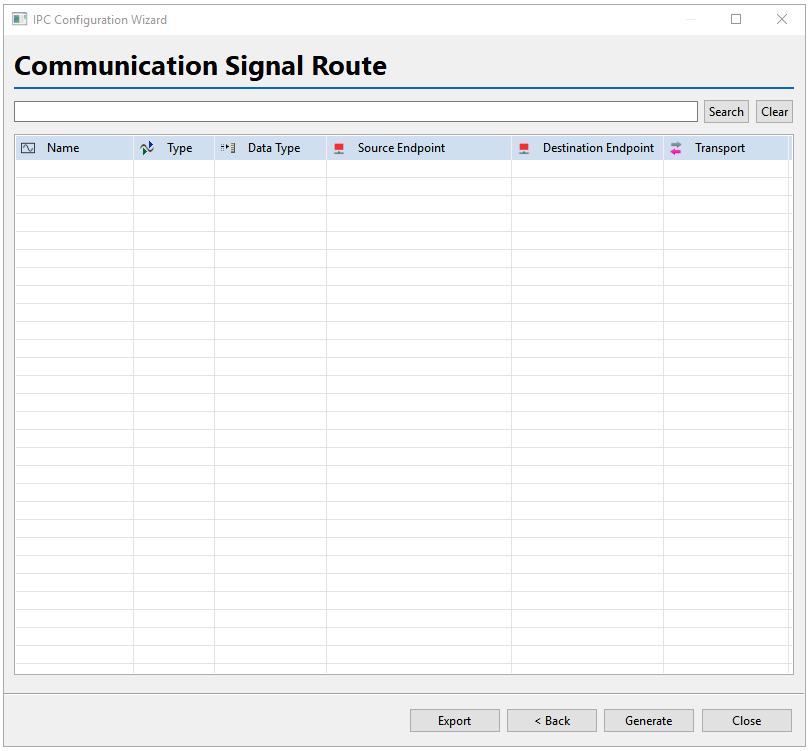 IPC Configuration Wizard
Communication Signal Route
Search Clear
Name Type Data Type Source Endpoint Destination Endpoint Transport
Export < Back Generate Close